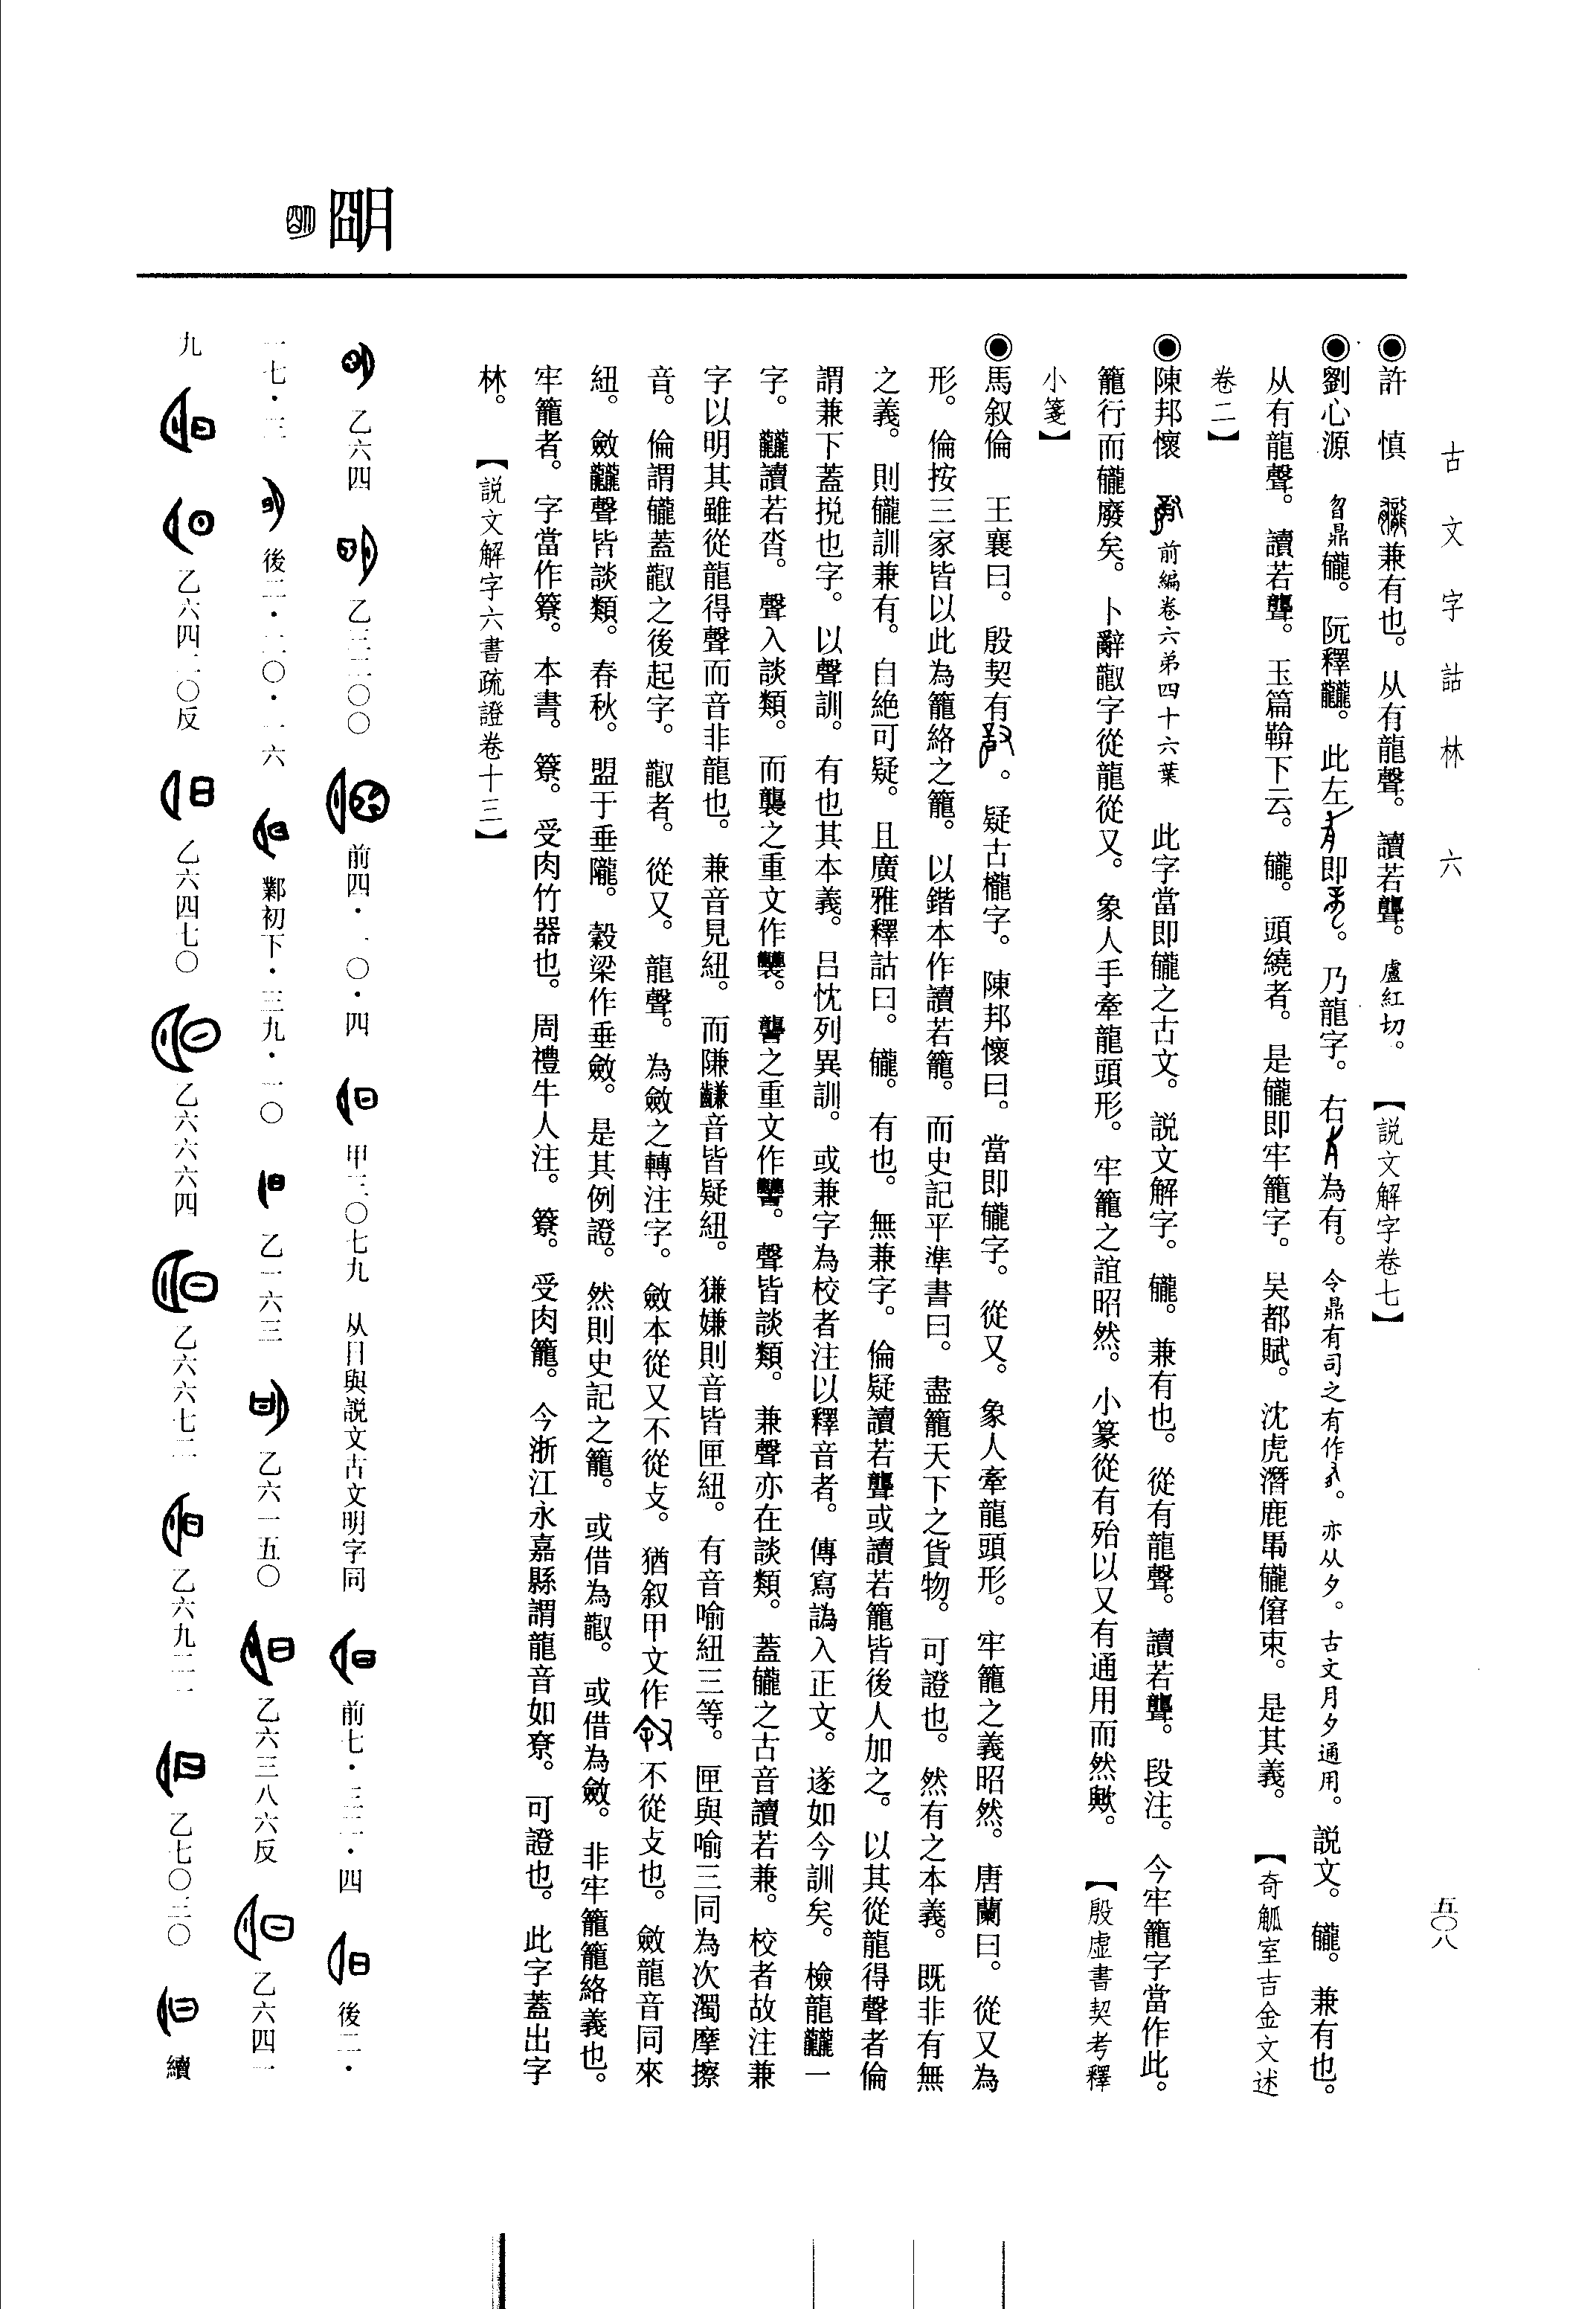 古文字詁林 六
五〇八
◉許 慎 兼有也。从有龍聲。讀若聾。盧紅切。【說文解字卷七】
◉劉心源 曶鼎龓。阮釋龖。此左即。乃龍字。右為有。令鼎有司之有作。亦从夕。古文月夕通用。說文。龓。兼有也。
从有龍聲。讀若聾。玉篇鞥下云。龓。頭繞者。是龓即牢籠字。吳都賦。沈虎潛鹿馽龓僒束。是其義。 【奇觚室吉金文述
卷二】
◉陳邦懷 前編卷六弟四十六葉 此字當即龓之古文。說文解字。龓。兼有也。從有龍聲。讀若聾。段注。今牢籠字當作此。
籠行而龓廢矣。卜辭字從龍從又。象人手牽龍頭形。牢籠之誼昭然。小篆從有殆以又有通用而然歟。 【殷虛書契考釋
小箋】
◉馬叙倫 王襄曰。殷契有。疑古櫳字。陳邦懷曰。當即龓字。從又。象人牽龍頭形。牢籠之義昭然。唐蘭曰。從又為
形。倫按三家皆以此為籠絡之籠。以鍇本作讀若籠。而史記平準書曰。盡籠天下之貨物。可證也。然有之本義。既非有無
之義。則龓訓兼有。自絕可疑。且廣雅釋詁曰。龓。有也。無兼字。倫疑讀若聾或讀若籠皆後人加之。以其從龍得聲者倫
謂兼下蓋挩也字。以聲訓。有也其本義。呂忱列異訓。或兼字為校者注以釋音者。傳寫譌入正文。遂如今訓矣。檢龍龖一
字。龖讀若沓。聲入談類。而襲之重文作。讋之重文作。聲皆談類。兼聲亦在談類。蓋龓之古音讀若兼。校者故注兼
字以明其雖從龍得聲而音非龍也。兼音見紐。而隒音皆疑紐。㺌嫌則音皆匣紐。有音喻紐三等。匣與喻三同為次濁摩擦
音。倫謂龓蓋之後起字。者。從又。龍聲。為斂之轉注字。斂本從又不從攴。猶叙甲文作不從攴也。斂龍音同來
紐。斂龖聲皆談類。春秋。盟于垂隴。穀梁作垂斂。是其例證。然則史記之籠。或借為。或借為斂。非牢籠籠絡義也。
牢籠者。字當作簝。本書。簝。受肉竹器也。周禮牛人注。簝。受肉籠。今浙江永嘉縣謂龍音如尞。可證也。此字蓋出字
林。 【說文解字六書疏證卷十三】
朙
乙六四 乙三二〇〇 前四・一〇・四 甲三〇七九 从日與說文古文明字同 前七・三二・四 後二・
一七・三 後二・二〇・一六 鄴初下・三九・一〇 乙一六三 乙六一五〇 乙六三八六反 乙六四一
九 乙六四二〇反 乙六四七〇 乙六六六四 乙六六七二 乙六九二一 乙七〇三〇 續